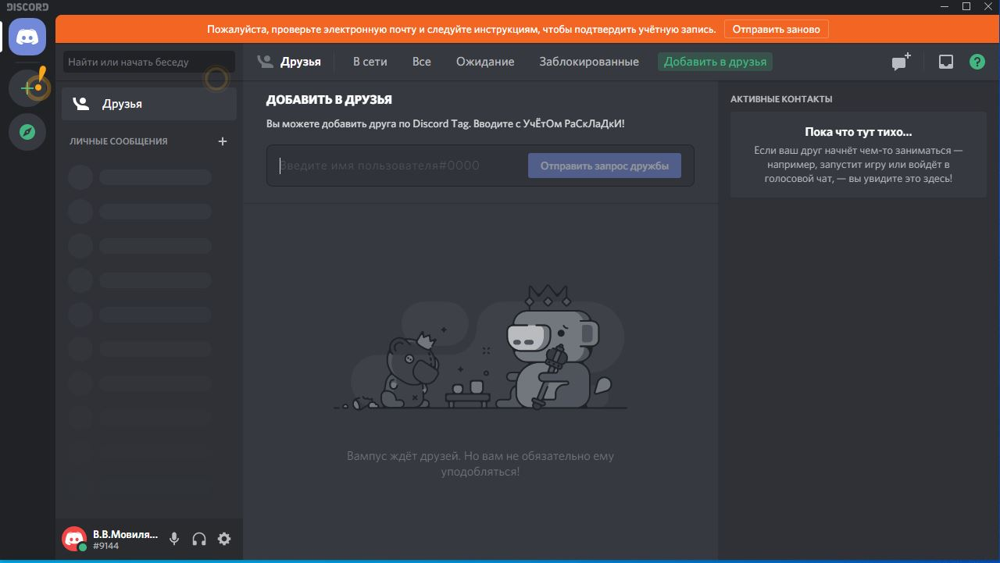 DISCORD
Пожалуйста, проверьте электронную почту и следуйте инструкциям, чтобы подтвердить учётную запись.
Отправить заново
Найти или начать беседу
Друзья
В сети
Все
Ожидание
Заблокированные
Добавить в друзья
Друзья
ЛИЧНЫЕ СООБЩЕНИЯ
ДОБАВИТЬ В ДРУЗЬЯ
Вы можете добавить друга по Discord Tag. Вводите с УчЁтОм РаСкЛаДкИ!
Введите имя пользователя#0000
Отправить запрос дружбы
Вампус ждёт друзей. Но вам не обязательно ему
уподобляться!
АКТИВНЫЕ КОНТАКТЫ
Пока что тут тихо...
Если ваш друг начнёт чем-то заниматься —
например, запустит игру или войдёт в
голосовой чат, — вы увидите это здесь!
В.В.Мовиля...
#9144